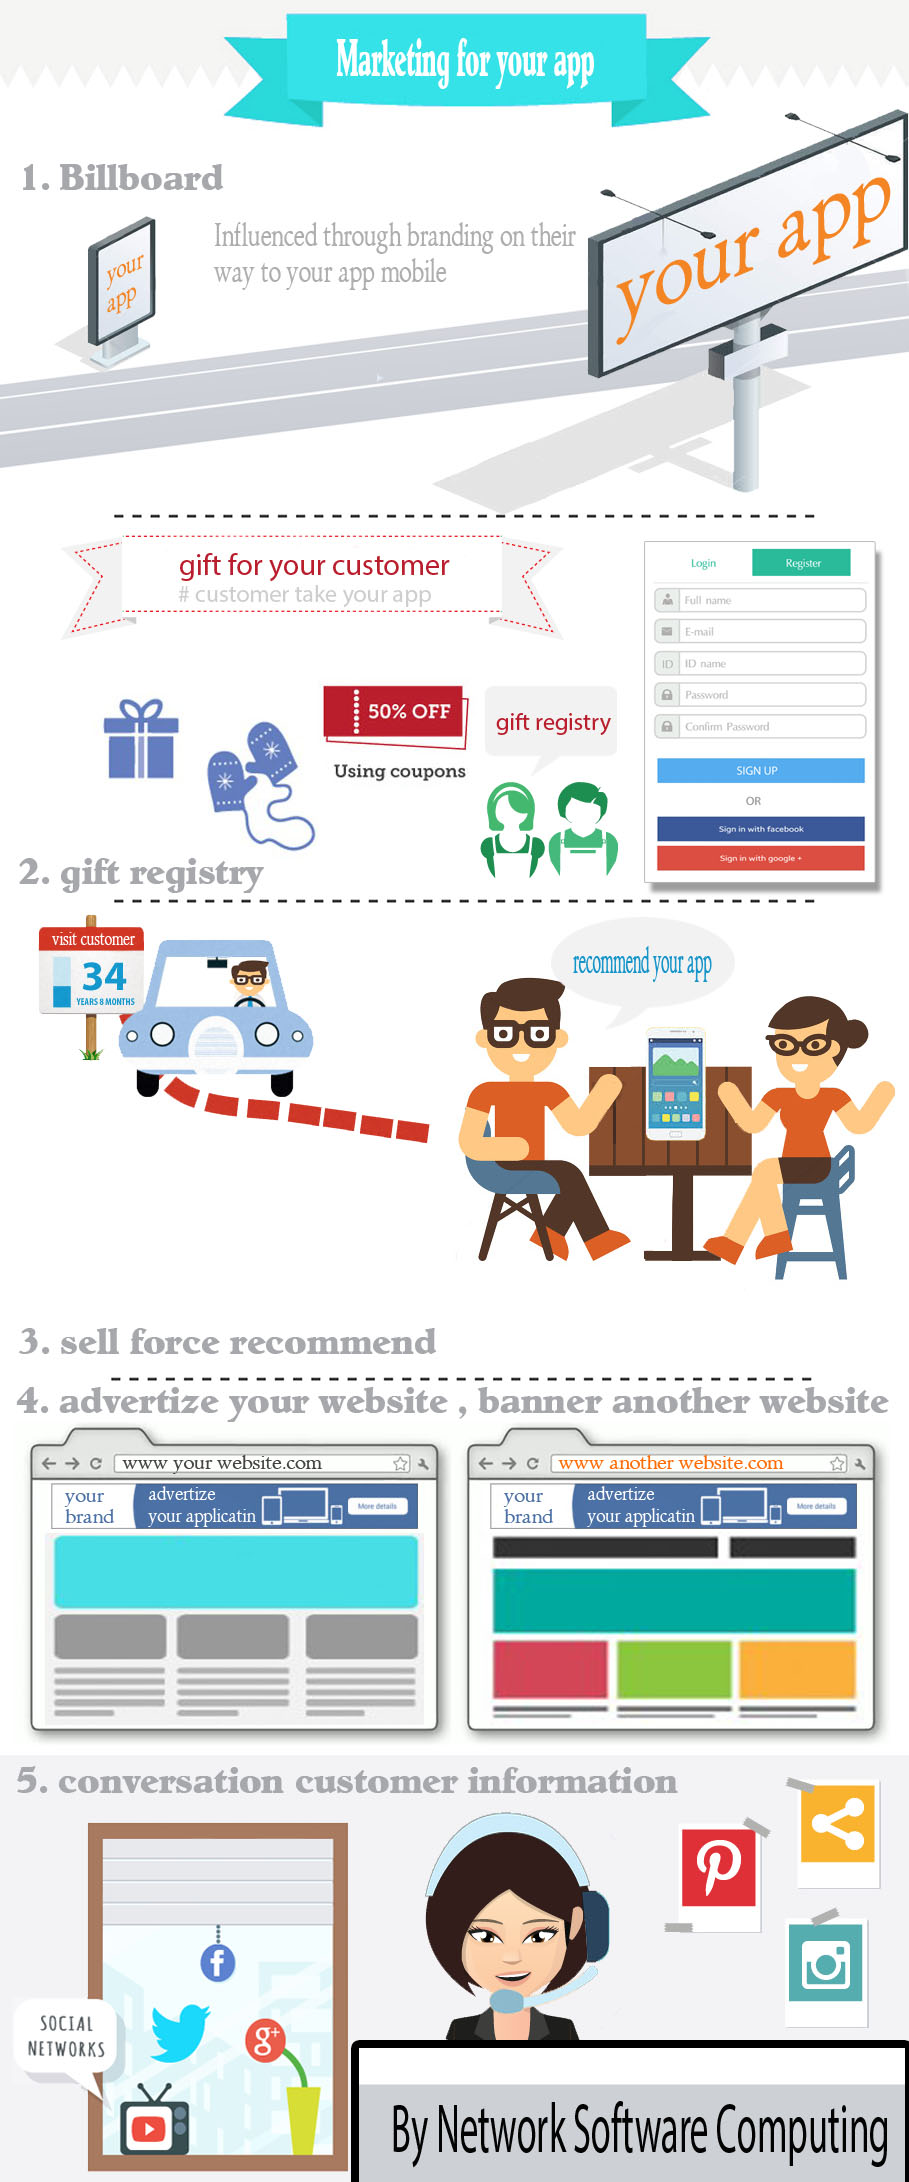 Marketing for your app
1. Billboard
Influenced through branding on their
way to your app mobile
your
app
your app
gift for your customer
# customer take your app
Login
Register
Full name
E-mail
ID
ID name
Password
Confirm Password
SIGN UP
OR
Sign in with facebook
Sign in with google +
50% OFF
Using coupons
gift registry
2. gift registry
visit customer
34
YEARS 8 MONTHS
recommend your app
3. sell force recommend
4. advertize your website , banner another website
www your website.com
your
brand
advertize
your applicatin
More details
www another website.com
your
brand
advertize
your applicatin
More details
5. conversation customer information
SOCIAL
NETWORKS
f
g+
By Network Software Computing